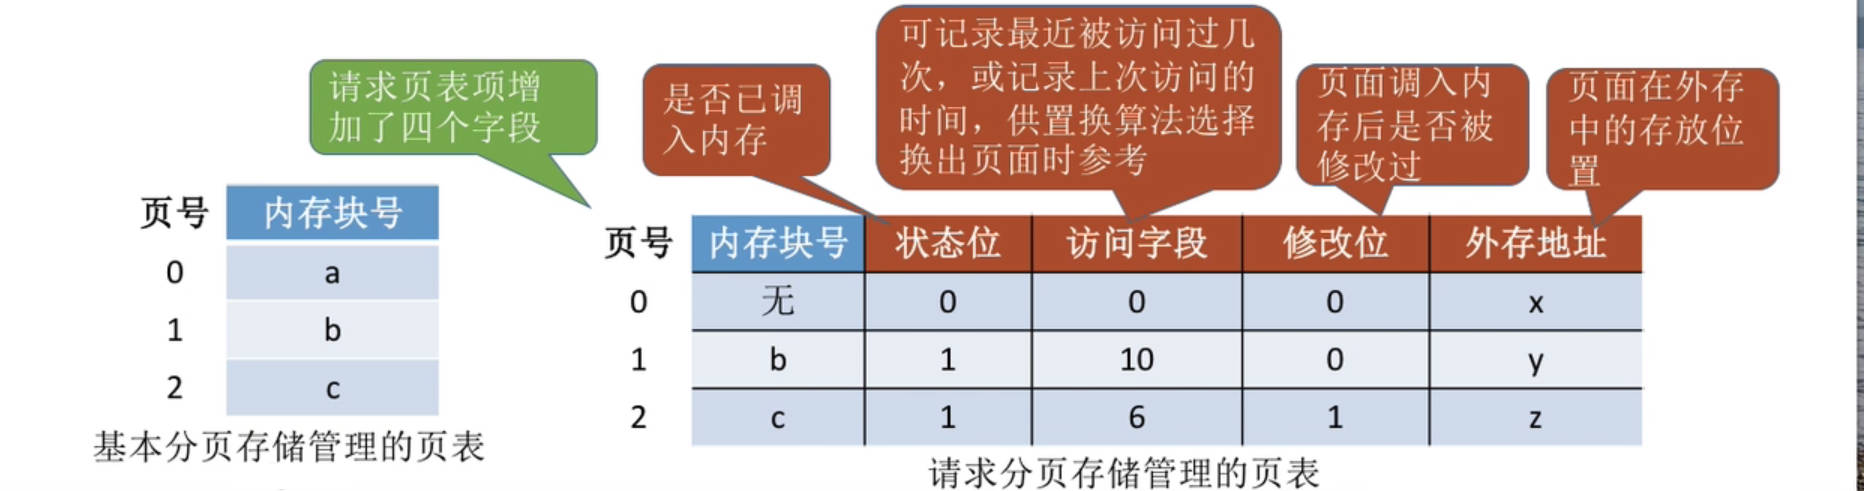 请求页表项增
加了四个字段
是否已调
入内存
可记录最近被访问过几
次，或记录上次访问的
时间，供置换算法选择
换出页面时参考
页面调入内
存后是否被
修改过
页面在外存
中的存放位
置
页号 内存块号
0 a
1 b
2 c
基本分页存储管理的页表
页号 内存块号 状态位 访问字段 修改位 外存地址
0 无 0 0 0 x
1 b 1 10 0 y
2 c 1 6 1 z
请求分页存储管理的页表